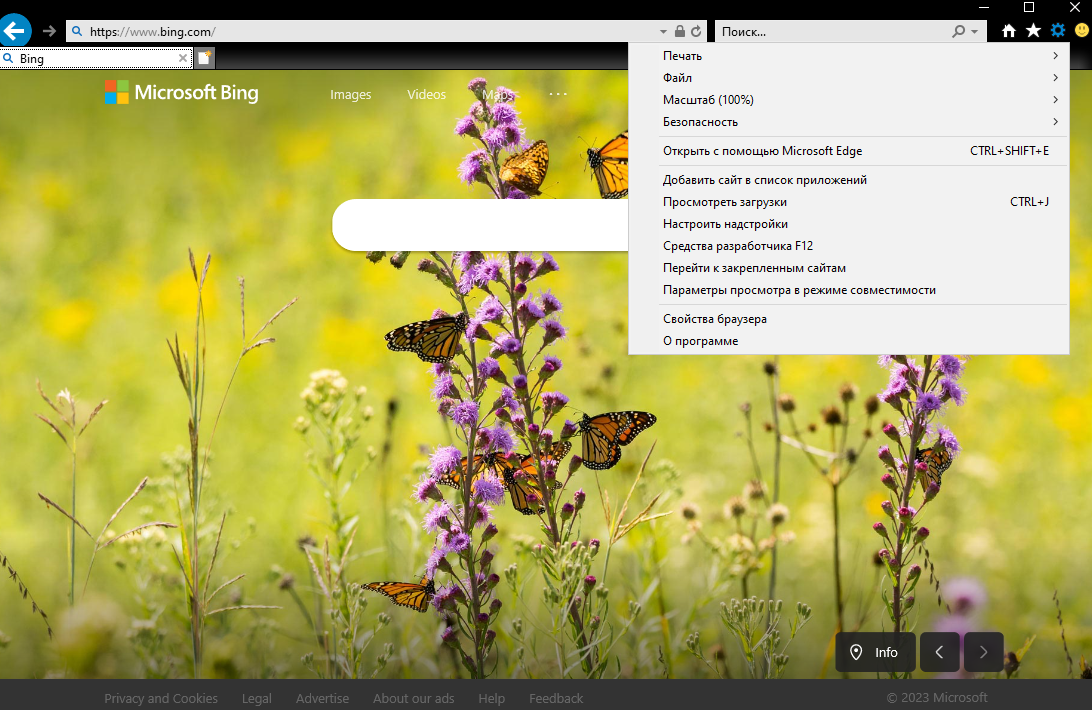 https://www.bing.com/
Поиск...
Bing
Microsoft Bing
Images
Videos
Maps
Печать
Файл
Масштаб (100%)
Безопасность
Открыть с помощью Microsoft Edge CTRL+SHIFT+E
Добавить сайт в список приложений
Просмотреть загрузки CTRL+J
Настроить надстройки
Средства разработчика F12
Перейти к закрепленным сайтам
Параметры просмотра в режиме совместимости
Свойства браузера
О программе
Info
Privacy and Cookies
Legal
Advertise
About our ads
Help
Feedback
© 2023 Microsoft